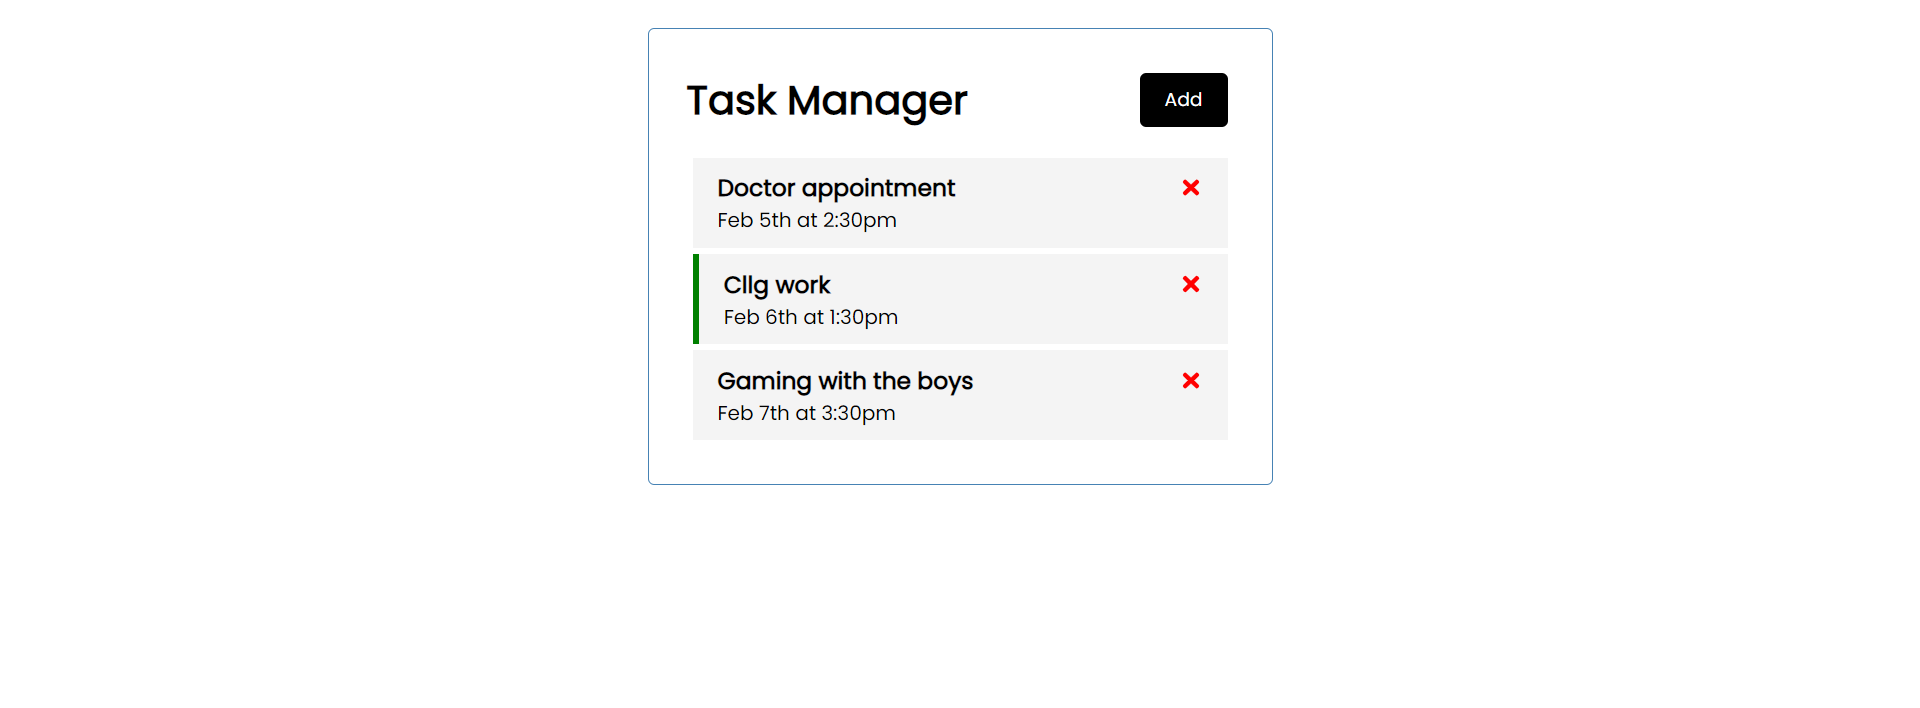 Task Manager
Add
Doctor appointment
Feb 5th at 2:30pm
Cllg work
Feb 6th at 1:30pm
Gaming with the boys
Feb 7th at 3:30pm